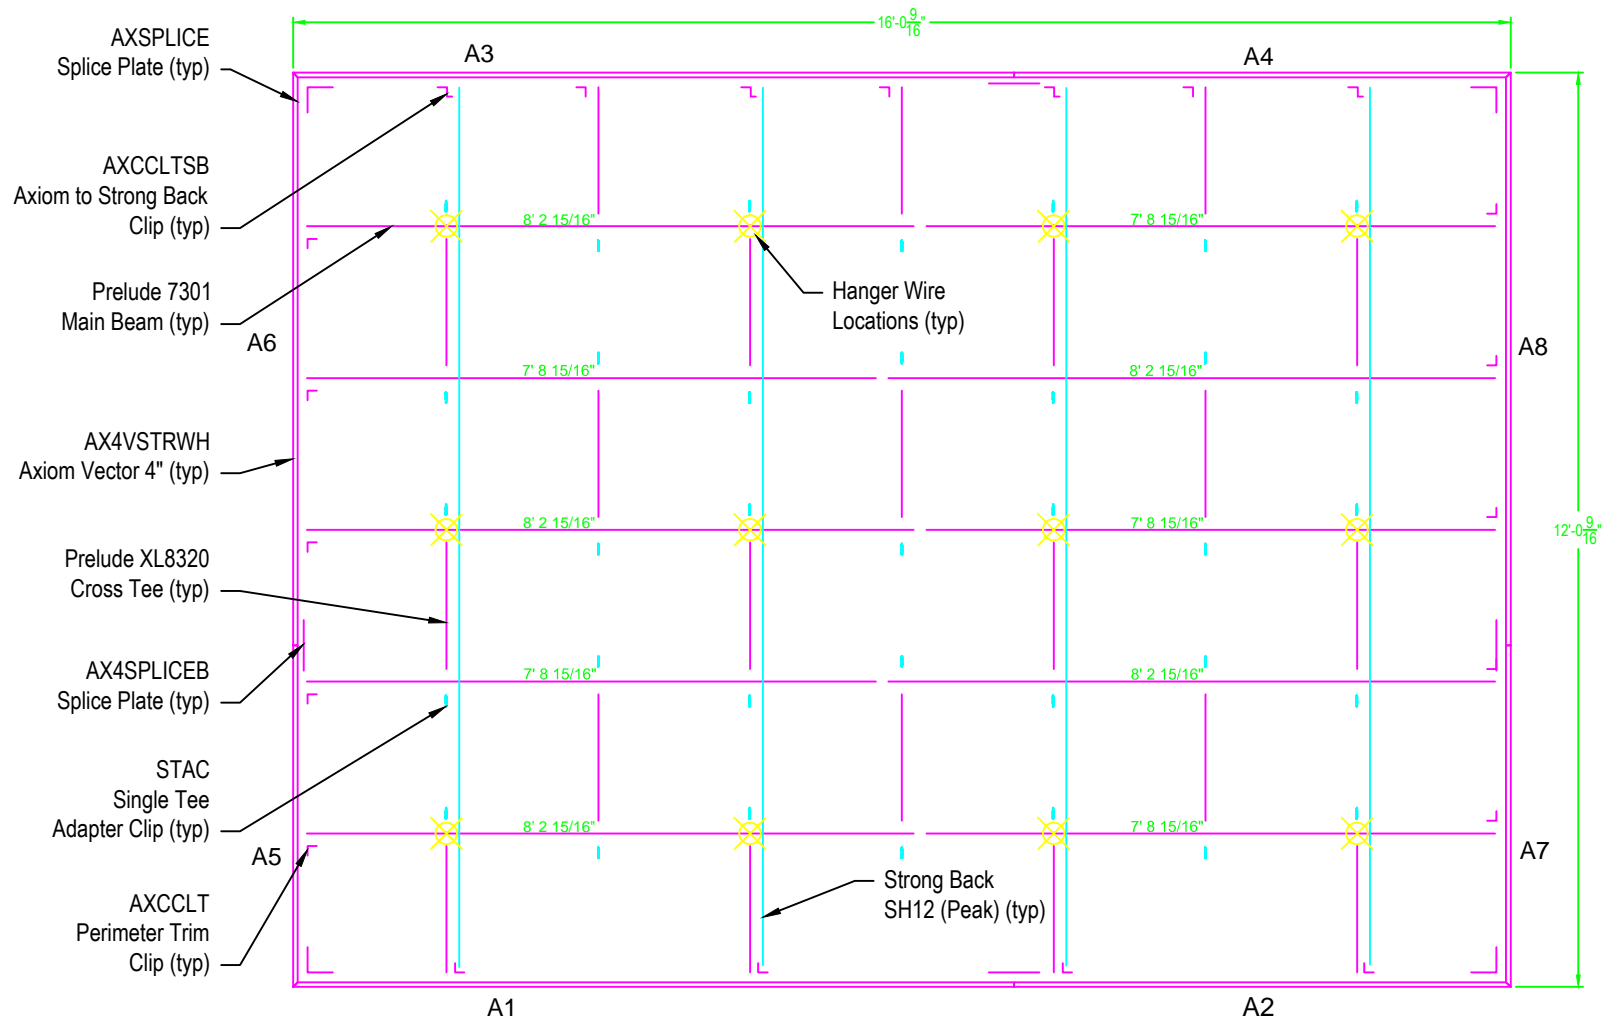 16'-0 9/16"
A3
A4
AXSPLICE
Splice Plate (typ)
AXCCLTSB
Axiom to Strong Back
Clip (typ)
8' 2 15/16"
7' 8 15/16"
Prelude 7301
Main Beam (typ)
Hanger Wire
Locations (typ)
A6
A8
7' 8 15/16"
8' 2 15/16"
AX4VSTRWH
Axiom Vector 4" (typ)
8' 2 15/16"
7' 8 15/16"
12'-0 9/16"
Prelude XL8320
Cross Tee (typ)
AX4SPLICEB
Splice Plate (typ)
7' 8 15/16"
8' 2 15/16"
STAC
Single Tee
Adapter Clip (typ)
8' 2 15/16"
7' 8 15/16"
A5
A7
AXCCLT
Perimeter Trim
Clip (typ)
Strong Back
SH12 (Peak) (typ)
A1
A2